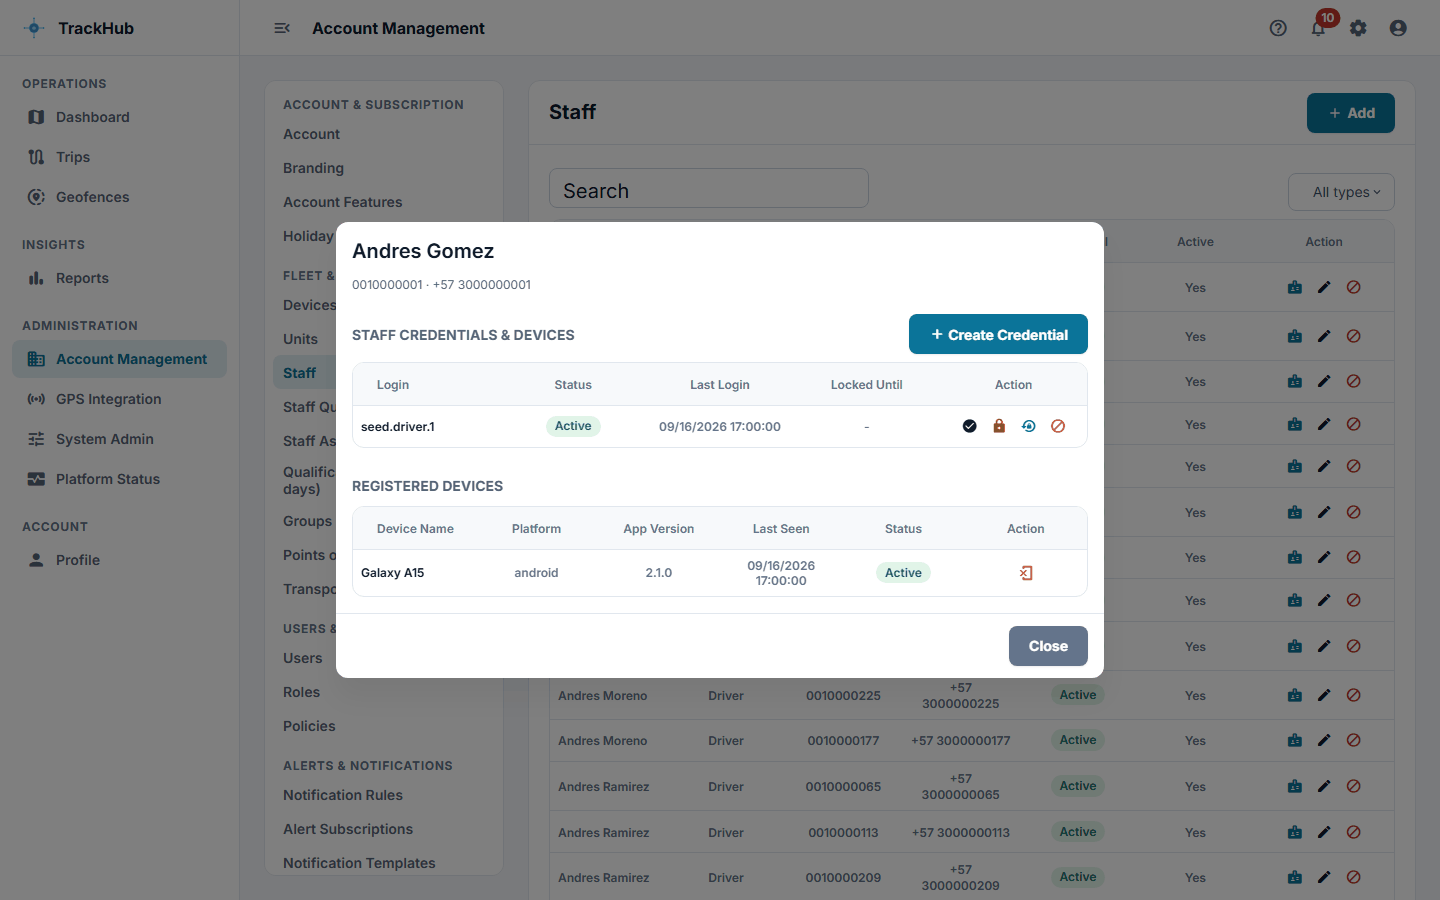 TrackHub
Account Management
10
OPERATIONS
Dashboard
Trips
Geofences
INSIGHTS
Reports
ADMINISTRATION
Account Management
GPS Integration
System Admin
Platform Status
ACCOUNT
Profile
ACCOUNT & SUBSCRIPTION
Account
Branding
Account Features
Holiday
FLEET &
Devices
Units
Staff
Staff Qu
Staff As
Qualific
days)
Groups
Points o
Transpo
USERS &
Users
Roles
Policies
ALERTS & NOTIFICATIONS
Notification Rules
Alert Subscriptions
Notification Templates
Staff
+ Add
Search
All types
Active Action
Yes
Yes
Yes
Yes
Yes
Yes
Yes
Yes
Yes
Andres Gomez
0010000001 · +57 3000000001
STAFF CREDENTIALS & DEVICES
+ Create Credential
Login Status Last Login Locked Until Action
seed.driver.1 Active 09/16/2026 17:00:00 -
REGISTERED DEVICES
Device Name Platform App Version Last Seen Status Action
Galaxy A15 android 2.1.0 09/16/2026 17:00:00 Active
Close
Andres Moreno Driver 0010000225 +57 3000000225 Active Yes
Andres Moreno Driver 0010000177 +57 3000000177 Active Yes
Andres Ramirez Driver 0010000065 +57 3000000065 Active Yes
Andres Ramirez Driver 0010000113 +57 3000000113 Active Yes
Andres Ramirez Driver 0010000209 +57 3000000209 Active Yes